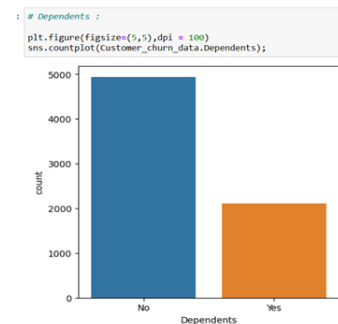 : # Dependents :
plt.figure(figsize=(5,5),dpi = 100)
sns.countplot(Customer_churn_data.Dependents);
5000
4000
3000
2000
1000
0
count
No Yes
Dependents